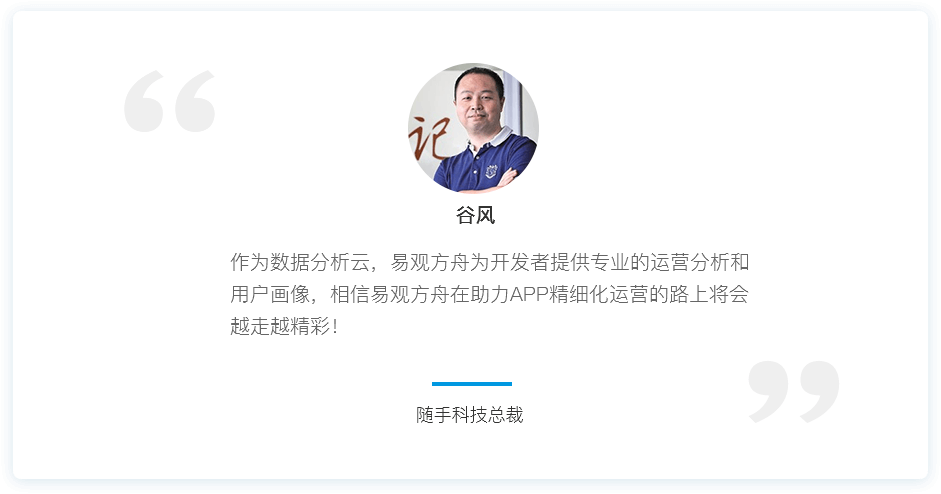 记
谷风
作为数据分析云，易观方舟为开发者提供专业的运营分析和
用户画像，相信易观方舟在助力APP精细化运营的路上将会
越走越精彩！
随手科技总裁